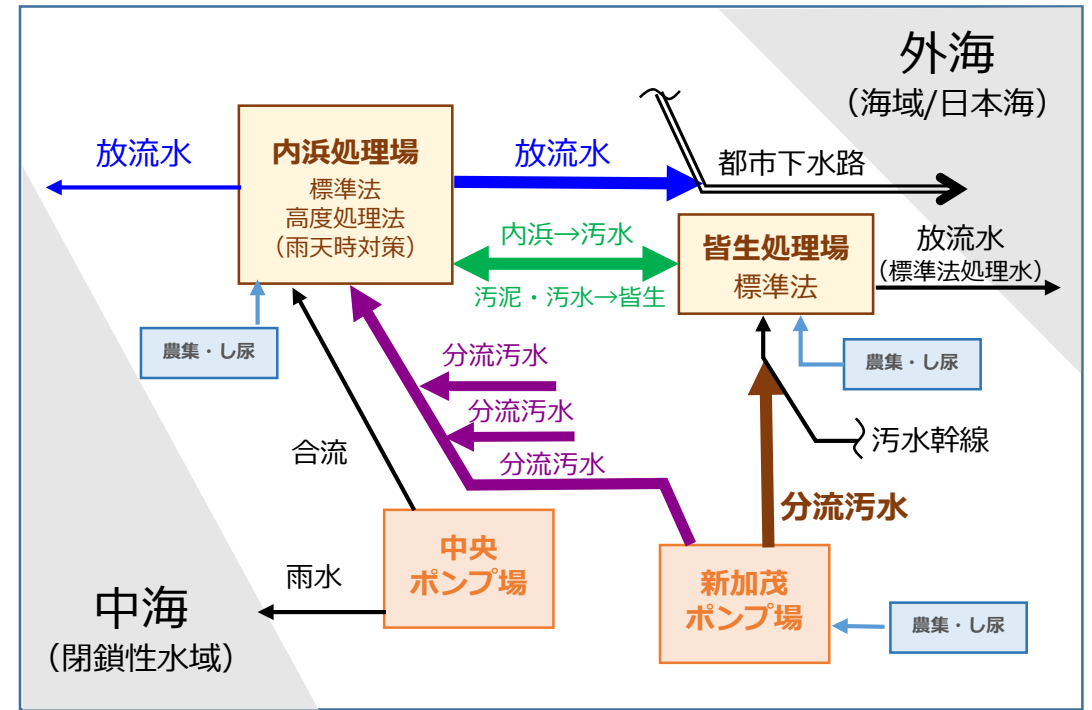 外海
(海域/日本海)
放流水
内浜処理場
標準法
高度処理法
(雨天時対策)
放流水
都市下水路
内浜→汚水
汚泥・汚水→皆生
皆生処理場
標準法
放流水
(標準法処理水)
農集・し尿
農集・し尿
分流汚水
分流汚水
分流汚水
合流
汚水幹線
分流汚水
中央
ポンプ場
新加茂
ポンプ場
雨水
農集・し尿
中海
(閉鎖性水域)